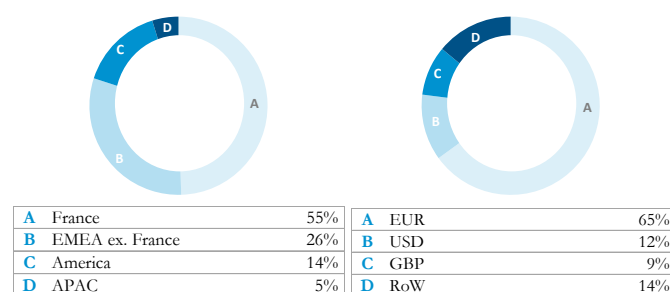 D
C
A
B
D
C
B
A
A France 55%
B EMEA ex. France 26%
C America 14%
D APAC 5%
A EUR 65%
B USD 12%
C GBP 9%
D RoW 14%